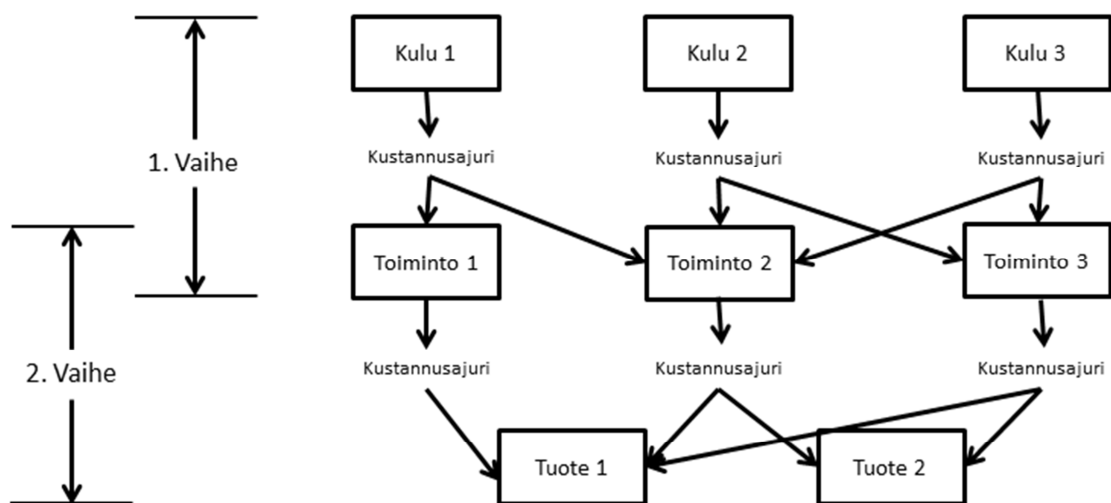 Kulu 1
Kulu 2
Kulu 3
1. Vaihe
Kustannusajuri
Kustannusajuri
Kustannusajuri
Toiminto 1
Toiminto 2
Toiminto 3
2. Vaihe
Kustannusajuri
Kustannusajuri
Kustannusajuri
Tuote 1
Tuote 2